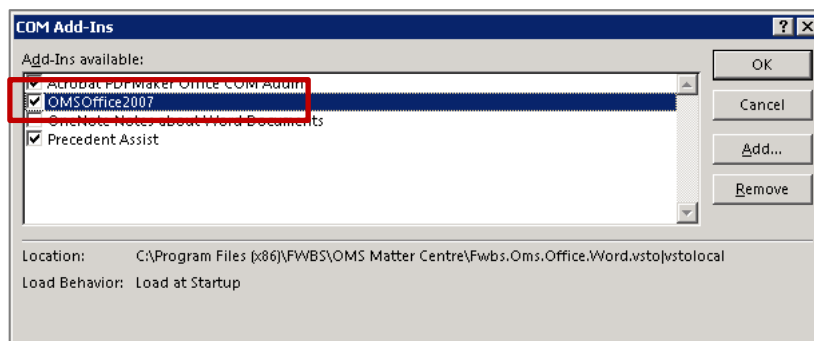 COM Add-Ins
Add-Ins available:
OK
Acrobat PDFMaker Office COM Addin
OMSOffice2007
Cancel
OneNote Notes about Word Documents
Precedent Assist
Add...
Remove
Location: C:\Program Files (x86)\FWBS\OMS Matter Centre\Fwbs.Oms.Office.Word.vsto|vstolocal
Load Behavior: Load at Startup